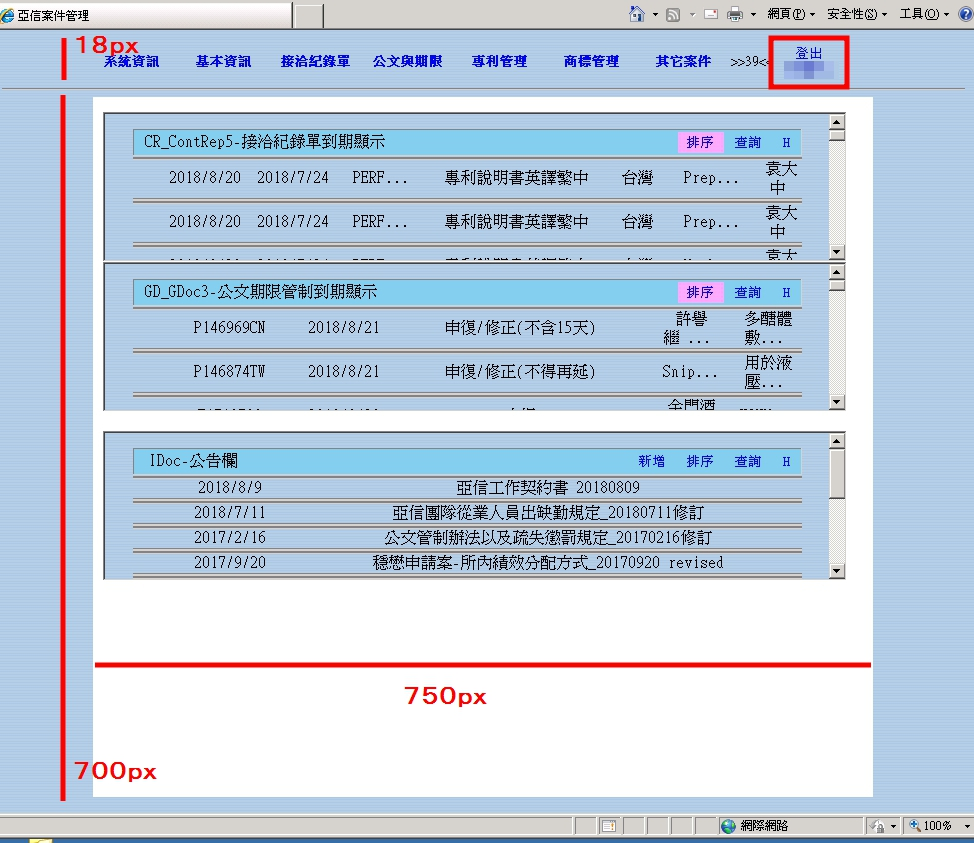 亞信案件管理
網頁(P) 安全性(S) 工具(O)
18px
系統資訊 基本資訊 接洽紀錄單 公文與期限 專利管理 商標管理 其它案件 >>39< 登出
CR_ContRep5-接洽紀錄單到期顯示 排序 查詢 H
2018/8/20 2018/7/24 PERF... 專利說明書英譯繁中 台灣 Prep... 袁大中
2018/8/20 2018/7/24 PERF... 專利說明書英譯繁中 台灣 Prep... 袁大中
袁大
GD_GDoc3-公文期限管制到期顯示 排序 查詢 H
P146969CN 2018/8/21 申復/修正(不含15天) 許譽繼 ... 多醣體敷...
P146874TW 2018/8/21 申復/修正(不得再延) Snip... 用於液壓...
金門酒
IDoc-公告欄 新增 排序 查詢 H
2018/8/9 亞信工作契約書 20180809
2018/7/11 亞信團隊從業人員出缺勤規定_20180711修訂
2017/2/16 公文管制辦法以及疏失懲罰規定_20170216修訂
2017/9/20 穩懋申請案-所內績效分配方式_20170920 revised
750px
700px
網際網路 100%